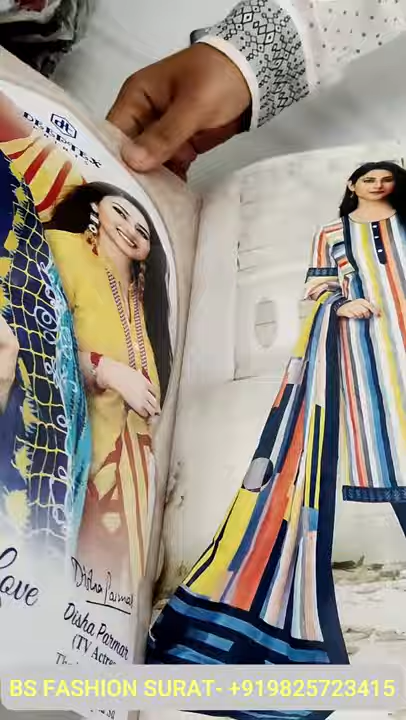 DEEPTEX
Love
Disha Parmar
Disha Parmar
(TV Actre
BS FASHION SURAT- +919825723415